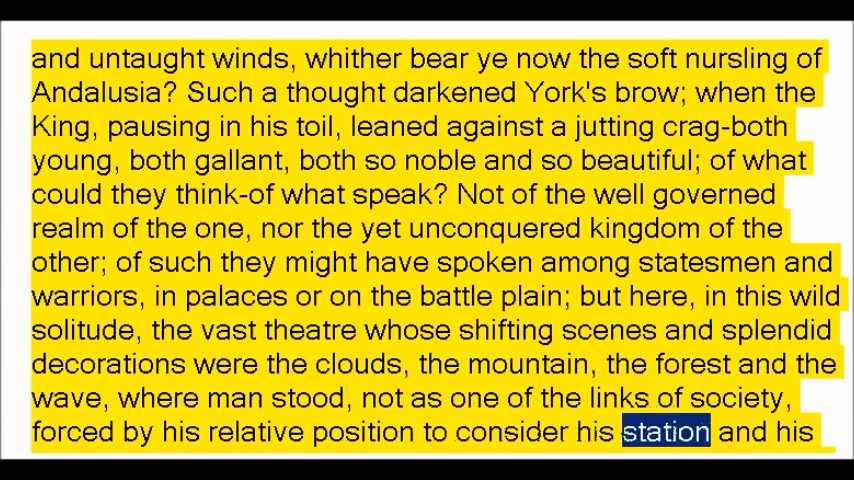 and untaught winds, whither bear ye now the soft nursling of
Andalusia? Such a thought darkened York's brow; when the
King, pausing in his toil, leaned against a jutting crag-both
young, both gallant, both so noble and so beautiful; of what
could they think-of what speak? Not of the well governed
realm of the one, nor the yet unconquered kingdom of the
other; of such they might have spoken among statesmen and
warriors, in palaces or on the battle plain; but here, in this wild
solitude, the vast theatre whose shifting scenes and splendid
decorations were the clouds, the mountain, the forest and the
wave, where man stood, not as one of the links of society,
forced by his relative position to consider his station and his